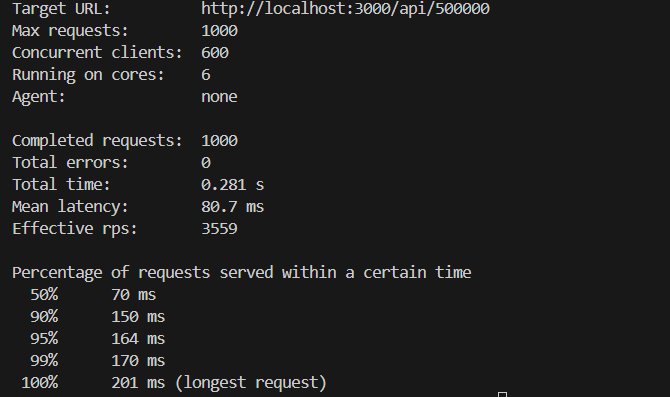 Target URL: http://localhost:3000/api/500000
Max requests: 1000
Concurrent clients: 600
Running on cores: 6
Agent: none
Completed requests: 1000
Total errors: 0
Total time: 0.281 s
Mean latency: 80.7 ms
Effective rps: 3559
Percentage of requests served within a certain time
50% 70 ms
90% 150 ms
95% 164 ms
99% 170 ms
100% 201 ms (longest request)